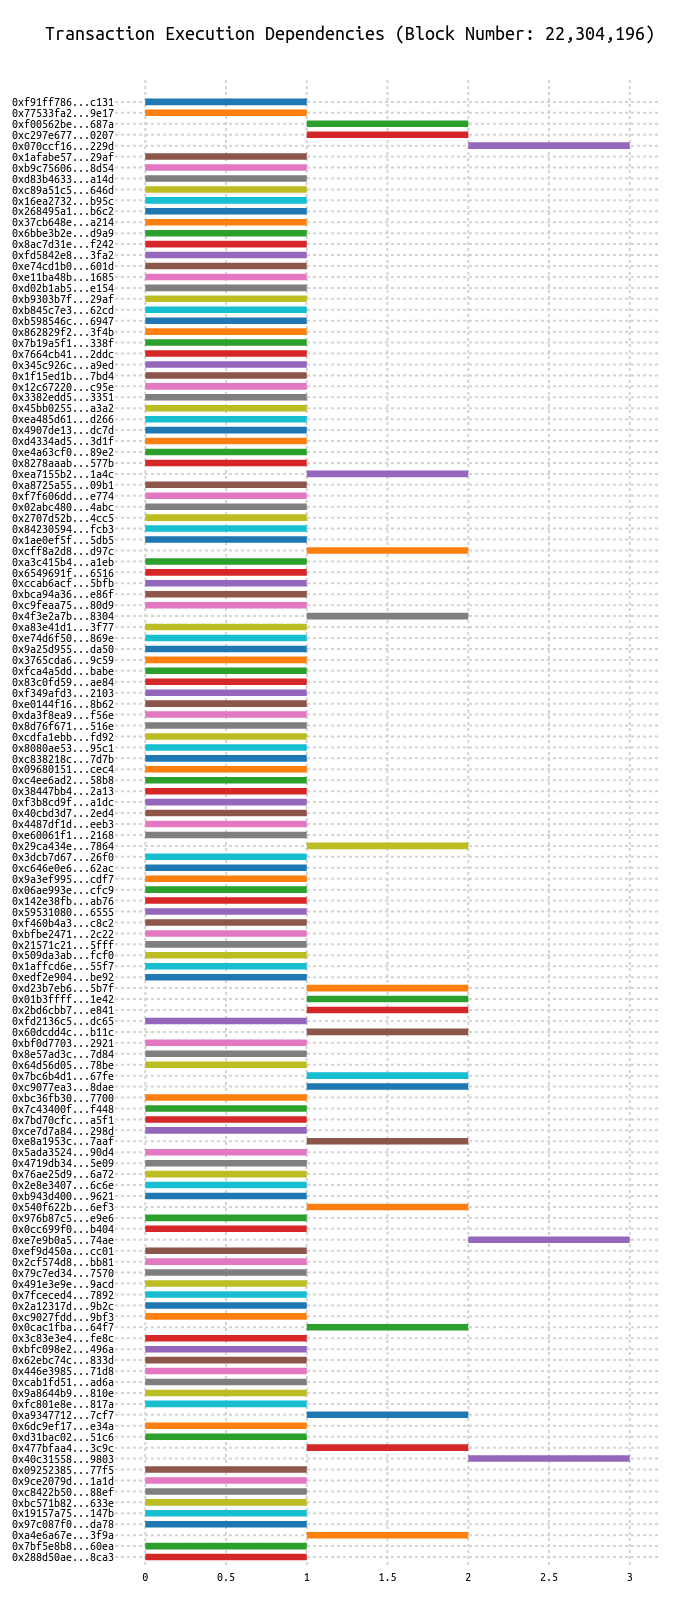 Transaction Execution Dependencies (Block Number: 22,304,196)
0xf91ff786...c131
0x77533fa2...9e17
0xf00562be...687a
0xc297e677...0207
0x070ccf16...229d
0x1afabe57...29af
0xb9c75606...8d54
0xd83b4633...a14d
0xc89a51c5...646d
0x16ea2732...b95c
0x268495a1...b6c2
0x37cb648e...a214
0x6bbe3b2e...d9a9
0x8ac7d31e...f242
0xfd5842e8...3fa2
0xe74cd1b0...601d
0xe11ba48b...1685
0xd02b1ab5...e154
0xb9303b7f...29af
0xb845c7e3...62cd
0xb598546c...6947
0x862829f2...3f4b
0x7b19a5f1...338f
0x7664cb41...2ddc
0x345c926c...a9ed
0x1f15ed1b...7bd4
0x12c67220...c95e
0x3382edd5...3351
0x45bb0255...a3a2
0xea485d61...d266
0x4907de13...dc7d
0xd4334ad5...3d1f
0xe4a63cf0...89e2
0x8278aaab...577b
0xea7155b2...1a4c
0xa8725a55...09b1
0xf7f606dd...e774
0x02abc480...4abc
0x2707d52b...4cc5
0x84230594...fcb3
0x1ae0ef5f...5db5
0xcff8a2d8...d97c
0xa3c415b4...a1eb
0x6549691f...6516
0xccab6acf...5bfb
0xbca94a36...e86f
0xc9feaa75...80d9
0x4f3e2a7b...8304
0xa83e41d1...3f77
0xe74d6f50...869e
0x9a25d955...da50
0x3765cda6...9c59
0xfca4a5dd...babe
0x83c0fd59...ae84
0xf349afd3...2103
0xe0144f16...8b62
0xda3f8ea9...f56e
0x8d76f671...516e
0xcdfa1ebb...fd92
0x8080ae53...95c1
0xc838218c...7d7b
0x09680151...cec4
0xc4ee6ad2...58b8
0x38447bb4...2a13
0xf3b8cd9f...a1dc
0x40cbd3d7...2ed4
0x4487df1d...eeb3
0xe60061f1...2168
0x29ca434e...7864
0x3dcb7d67...26f0
0xc646e0e6...62ac
0x9a3ef995...cdf7
0x06ae993e...cfc9
0x142e38fb...ab76
0x59531080...6555
0xf460b4a3...c8c2
0xbfbe2471...2c22
0x21571c21...5fff
0x509da3ab...fcf0
0x1affcd6e...55f7
0xedf2e904...be92
0xd23b7eb6...5b7f
0x01b3ffff...1e42
0x2bd6cbb7...e841
0xfd2136c5...dc65
0x60dcdd4c...b11c
0xbf0d7703...2921
0x8e57ad3c...7d84
0x64d56d05...78be
0x7bc6b4d1...67fe
0xc9077ea3...8dae
0xbc36fb30...7700
0x7c43400f...f448
0x7bd70cfc...a5f1
0xce7d7a84...298d
0xe8a1953c...7aaf
0x5ada3524...90d4
0x4719db34...5e09
0x76ae25d9...6a72
0x2e8e3407...6c6e
0xb943d400...9621
0x540f622b...6ef3
0x976b87c5...e9e6
0x0cc699f0...b404
0xe7e9b0a5...74ae
0xef9d450a...cc01
0x2cf574d8...bb81
0x79c7ed34...7570
0x491e3e9e...9acd
0x7fceced4...7892
0x2a12317d...9b2c
0xc9027fdd...9bf3
0x0cac1fba...64f7
0x3c83e3e4...fe8c
0xbfc098e2...496a
0x62ebc74c...833d
0x446e3985...71d8
0xcab1fd51...ad6a
0x9a8644b9...810e
0xfc801e8e...817a
0xa9347712...7cf7
0x6dc9ef17...e34a
0xd31bac02...51c6
0x477bfaa4...3c9c
0x40c31558...9803
0x09252385...77f5
0x9ce2079d...1a1d
0xc8422b50...88ef
0xbc571b82...633e
0x19157a75...147b
0x97c087f0...da78
0xa4e6a67e...3f9a
0x7bf5e8b8...60ea
0x288d50ae...8ca3
0 0.5 1 1.5 2 2.5 3